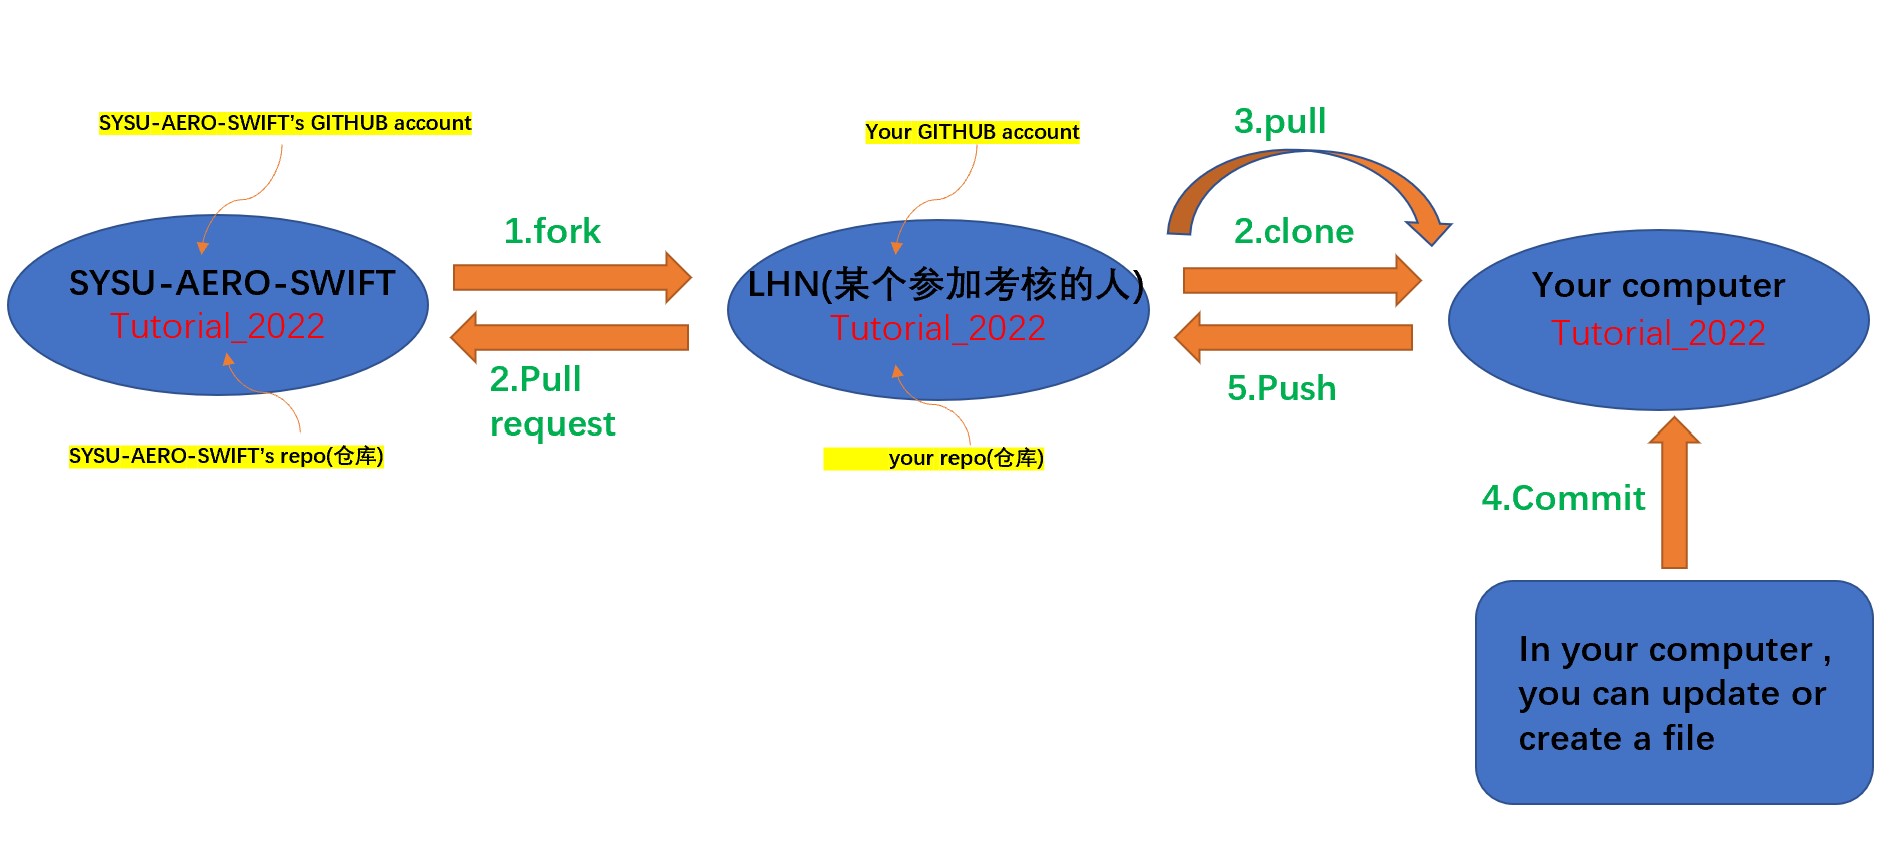 SYSU-AERO-SWIFT's GITHUB account
SYSU-AERO-SWIFT
Tutorial_2022
SYSU-AERO-SWIFT's repo(仓库)
1.fork
2.Pull
request
Your GITHUB account
LHN(某个参加考核的人)
Tutorial_2022
your repo(仓库)
3.pull
2.clone
5.Push
Your computer
Tutorial_2022
4.Commit
In your computer ,
you can update or
create a file